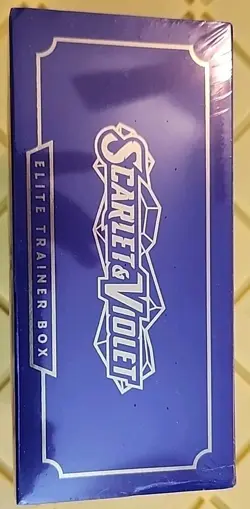 SCARLET & VIOLET
ELITE TRAINER BOX